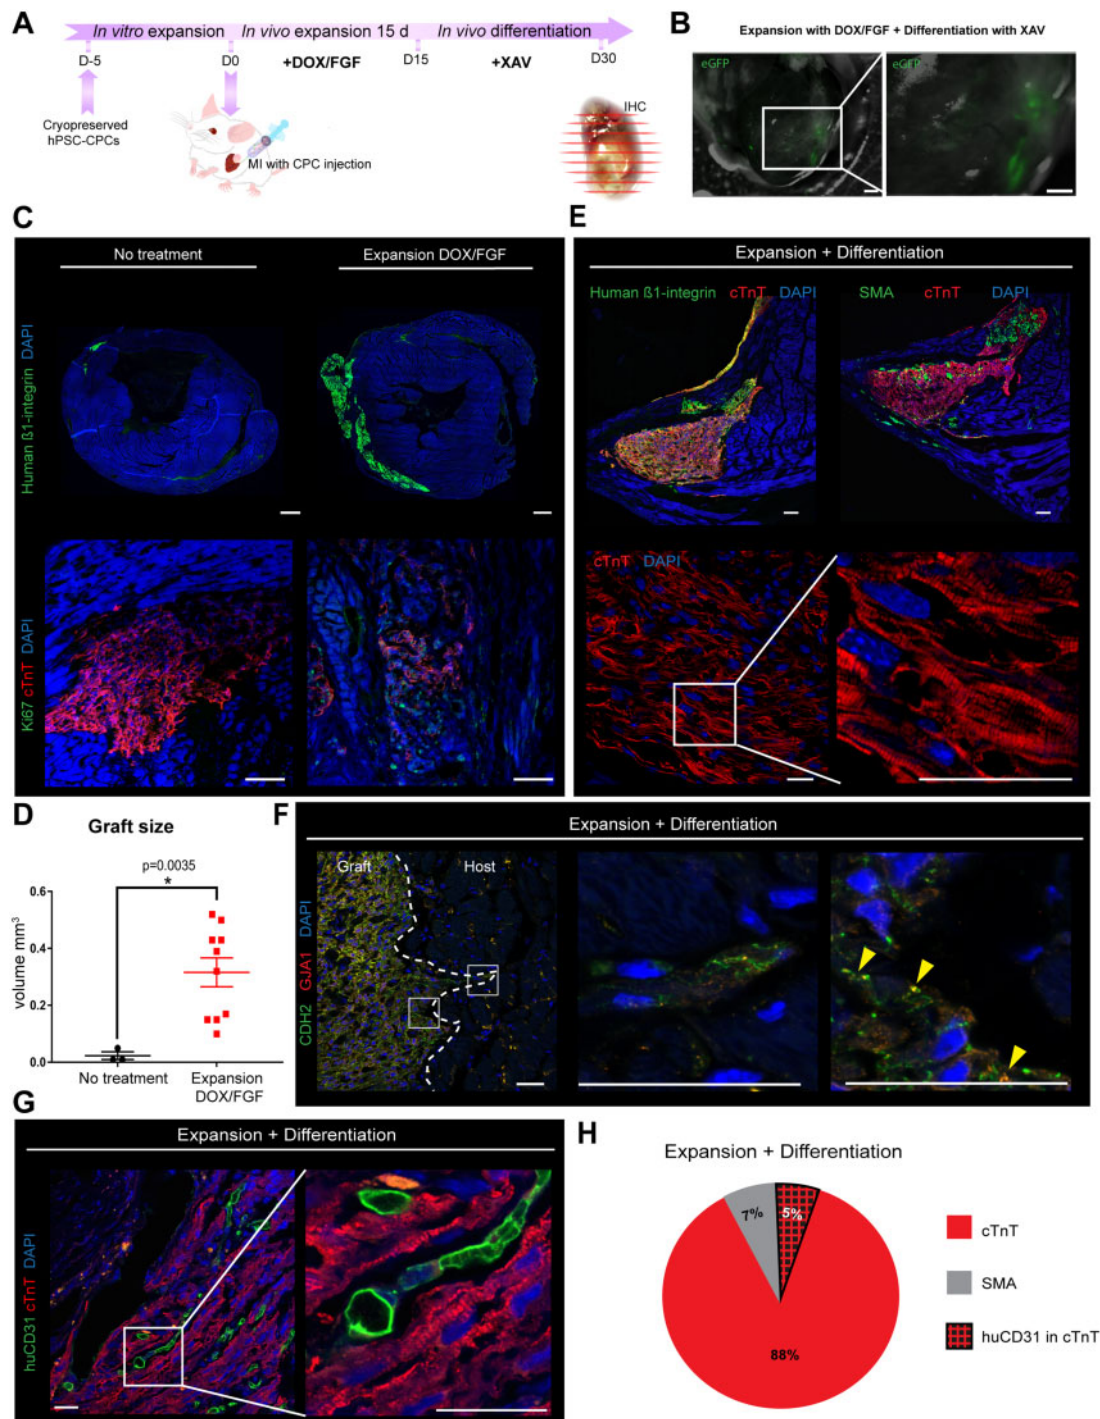 A
In vitro expansion
In vivo expansion 15 d
In vivo differentiation
D-5
D0
+DOX/FGF
D15
+XAV
D30
Cryopreserved
hPSC-CPCs
MI with CPC injection
IHC
B
Expansion with DOX/FGF + Differentiation with XAV
eGFP
eGFP
C
No treatment
Expansion DOX/FGF
Human ß1-integrin DAPI
Ki67 cTnT DAPI
E
Expansion + Differentiation
Human ß1-integrin cTnT DAPI
SMA cTnT DAPI
cTnT DAPI
D
Graft size
p=0.0035
*
volume mm³
0.6
0.4
0.2
0.0
No treatment
Expansion
DOX/FGF
F
Expansion + Differentiation
CDH2 GJA1 DAPI
Graft
Host
G
Expansion + Differentiation
huCD31 cTnT DAPI
H
Expansion + Differentiation
7%
5%
88%
cTnT
SMA
huCD31 in cTnT